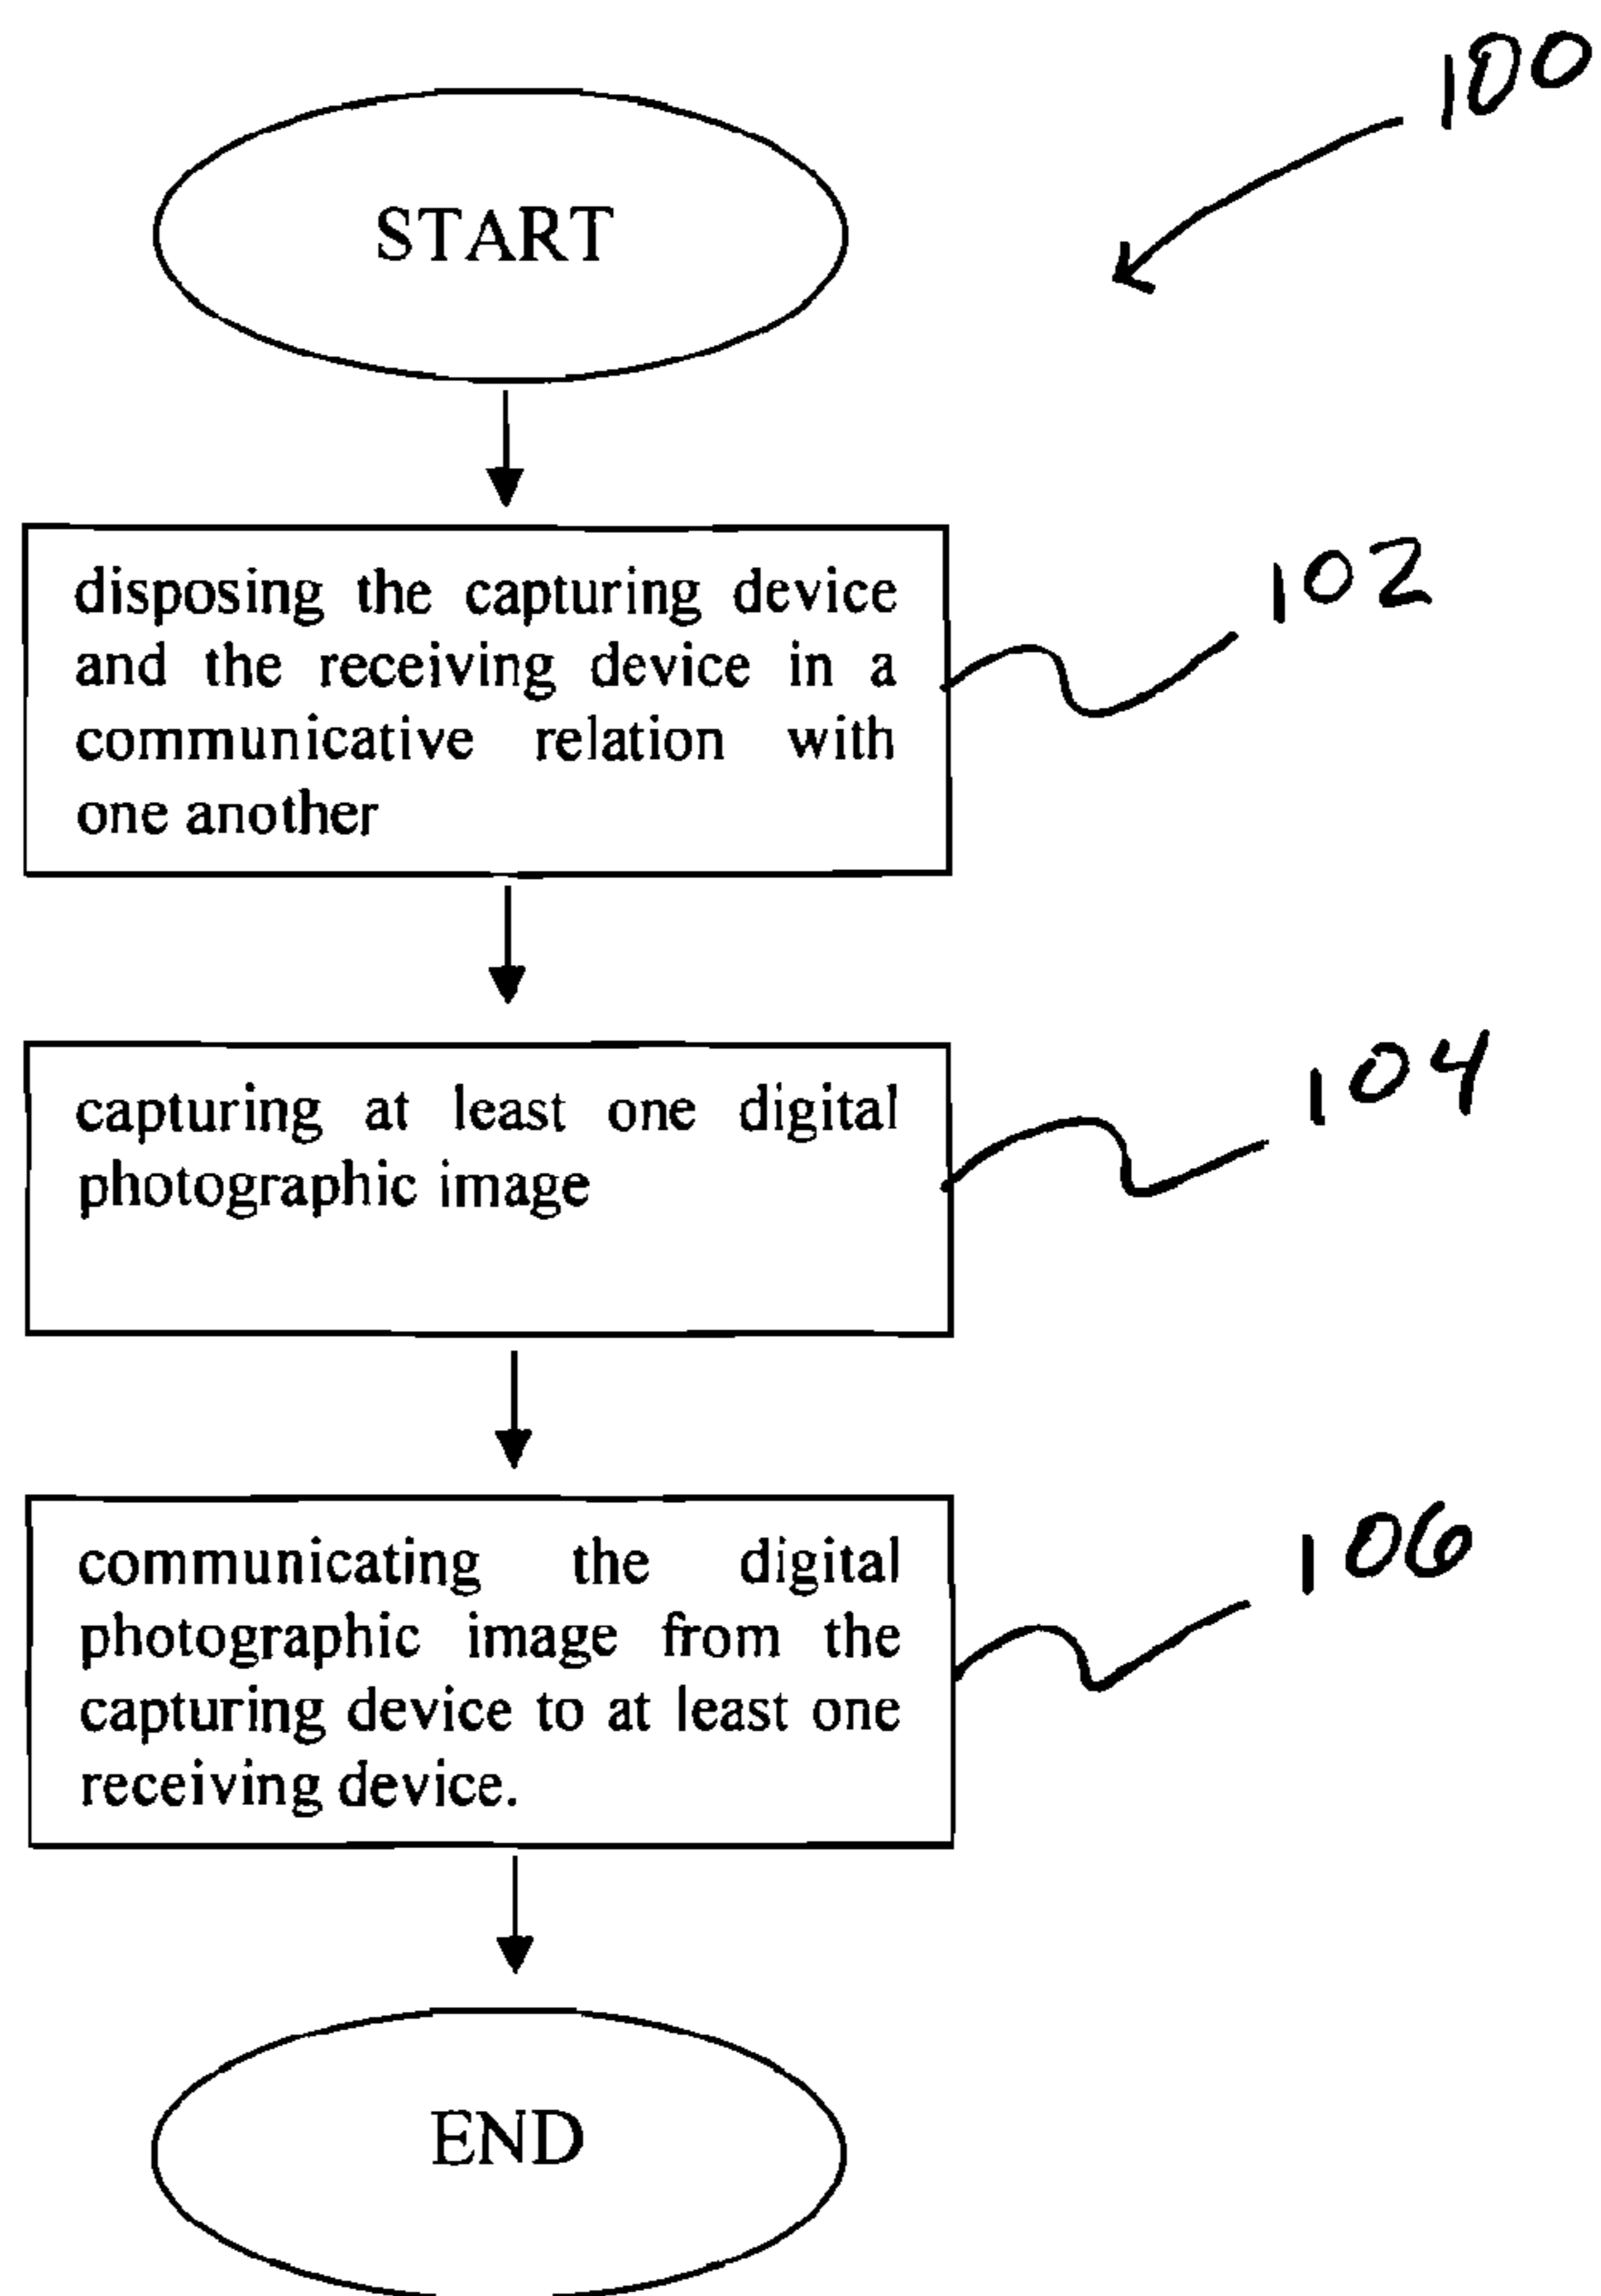 100
START
disposing the capturing device
and the receiving device in a
communicative relation with
one another
102
capturing at least one digital
photographic image
104
communicating the digital
photographic image from the
capturing device to at least one
receiving device.
106
END